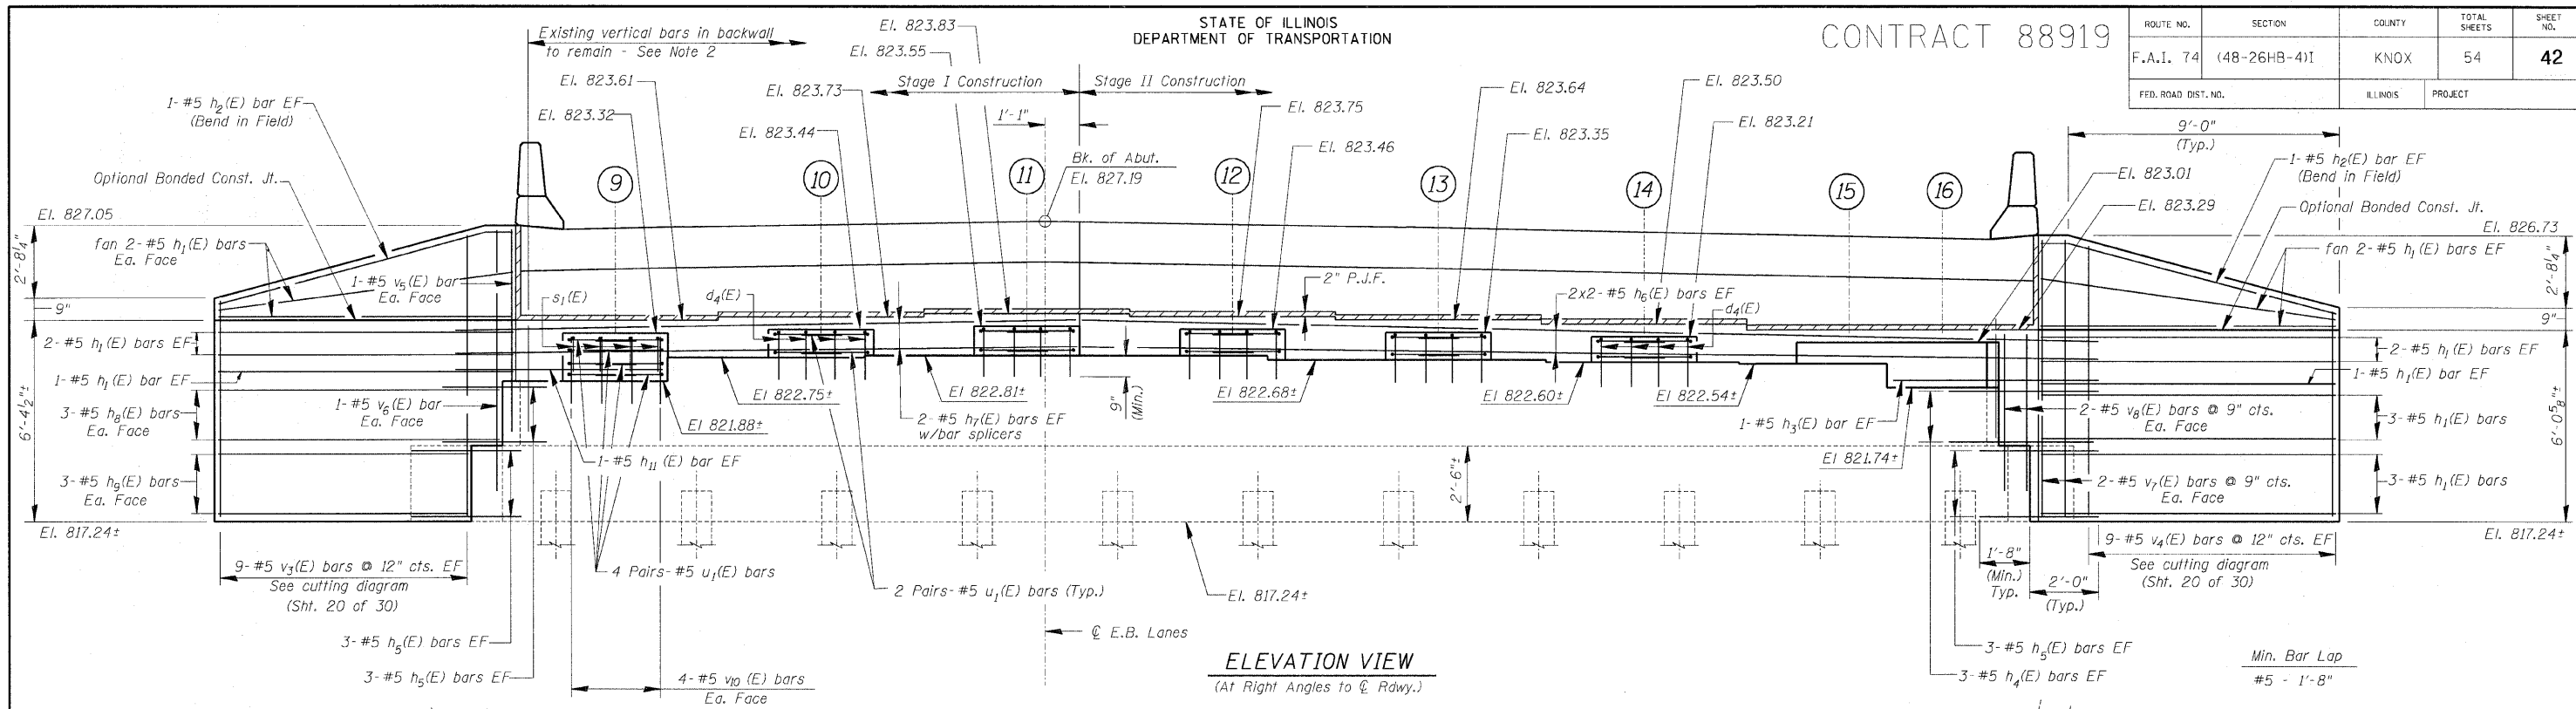 STATE OF ILLINOIS
DEPARTMENT OF TRANSPORTATION
CONTRACT 88919
ROUTE NO.
SECTION
COUNTY
TOTAL SHEETS
SHEET NO.
F.A.I. 74
(48-26HB-4)I
KNOX
54
42
FED. ROAD DIST. NO.
ILLINOIS
PROJECT
Existing vertical bars in backwall
to remain - See Note 2
El. 823.83
El. 823.55
El. 823.61
El. 823.73
Stage I Construction
Stage II Construction
El. 823.64
El. 823.50
1-#5 h2(E) bar EF
(Bend in Field)
El. 823.32
El. 823.44
1'-1"
El. 823.75
El. 823.35
El. 823.21
9'-0"
(Typ.)
El. 823.46
Bk. of Abut.
El. 827.19
1-#5 h2(E) bar EF
(Bend in Field)
Optional Bonded Const. Jt.
9
10
11
12
13
14
15
16
El. 823.01
El. 823.29
Optional Bonded Const. Jt.
El. 827.05
El. 826.73
fan 2-#5 h1(E) bars
Ea. Face
fan 2-#5 h1(E) bars EF
2'-8¼"
2'-8¼"
1-#5 v5(E) bar
Ea. Face
s1(E)
d4(E)
2" P.J.F.
2x2-#5 h6(E) bars EF
d4(E)
9"
9"
2-#5 h1(E) bars EF
2-#5 h1(E) bars EF
1-#5 h1(E) bar EF
1-#5 h1(E) bar EF
6'-4½"±
6'-0⅝"±
3-#5 h8(E) bars
Ea. Face
1-#5 v6(E) bar
Ea. Face
El 822.75±
El 822.81±
9"
(Min.)
El 822.68±
El 822.60±
El 822.54±
El 821.88±
2-#5 h7(E) bars EF
w/bar splicers
1-#5 h3(E) bar EF
2-#5 v8(E) bars @ 9" cts.
Ea. Face
3-#5 h1(E) bars
1-#5 h11 (E) bar EF
El 821.74±
2'-6"±
3-#5 h9(E) bars
Ea. Face
2-#5 v7(E) bars @ 9" cts.
Ea. Face
3-#5 h1(E) bars
El. 817.24±
El. 817.24±
9-#5 v3(E) bars @ 12" cts. EF
See cutting diagram
(Sht. 20 of 30)
4 Pairs-#5 u1(E) bars
2 Pairs-#5 u1(E) bars (Typ.)
El. 817.24±
1'-8"
(Min.)
Typ.
2'-0"
(Typ.)
9-#5 v4(E) bars @ 12" cts. EF
See cutting diagram
(Sht. 20 of 30)
3-#5 h5(E) bars EF
3-#5 h5(E) bars EF
℄ E.B. Lanes
3-#5 h5(E) bars EF
3-#5 h4(E) bars EF
4-#5 v10 (E) bars
Ea. Face
ELEVATION VIEW
(At Right Angles to ℄ Rdwy.)
Min. Bar Lap
#5 - 1'-8"